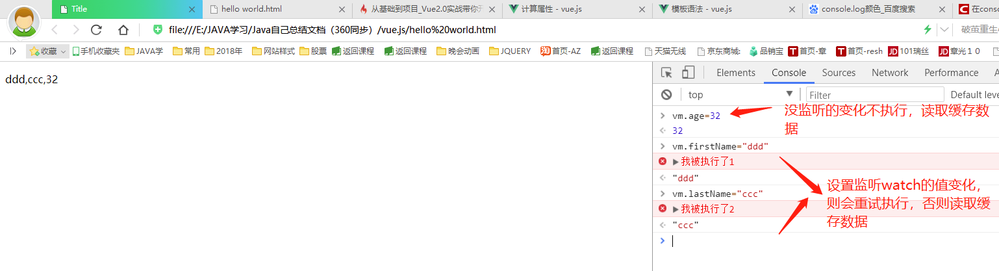 Title
hello world.html
从基础到项目_Vue2.0实战带你
计算属性 - vue.js
模板语法 - vue.js
console.log颜色_百度搜索
在conso
file:///E:/JAVA学习/Java自己总结文档（360同步）/vue.js/hello%20world.html
破茧重生
收藏 手机收藏夹 JAVA学 常用 2018年 网站样式 股票 返回课程 返回课程 晚会动画 JQUERY 淘 首页-AZ 返回课程 天猫无线 京东商城: 品销宝 T 首页-章 T 首页-resh JD 101瑞丝 JD 章光１０
ddd,ccc,32
Elements Console Sources Network Performance
top Filter Default leve
vm.age=32
没监听的变化不执行，读取缓存数
据
32
vm.firstName="ddd"
我被执行了1
"ddd"
设置监听watch的值变化，
则会重试执行，否则读取缓
存数据
vm.lastName="ccc"
我被执行了2
"ccc"